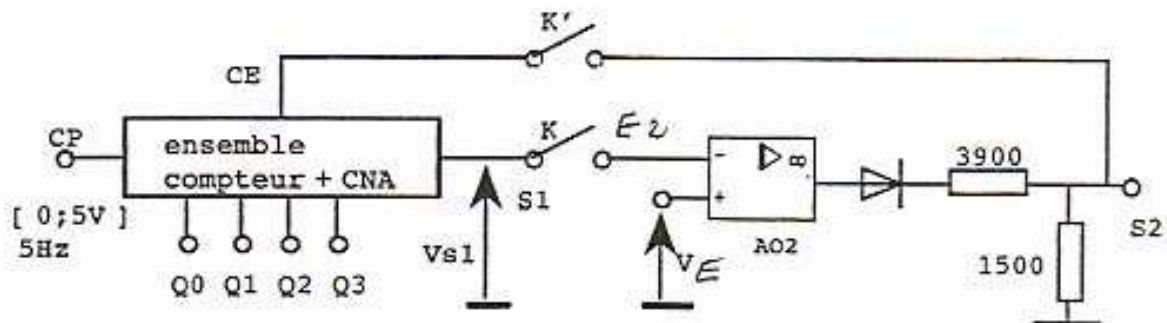 K'
CE
CP
K
E2
ensemble
compteur + CNA
[ 0;5V ]
5Hz
S1
Vs1
Q0 Q1 Q2 Q3
-
+
▷ ∞
AO2
VE
3900
1500
S2